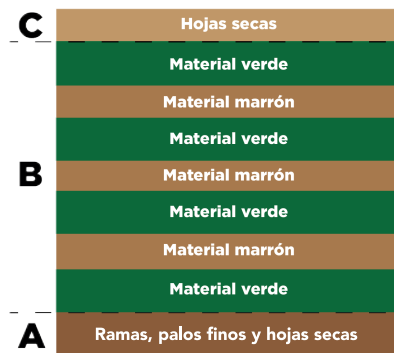 C
Hojas secas
Material verde
Material marrón
Material verde
B
Material marrón
Material verde
Material marrón
Material verde
A
Ramas, palos finos y hojas secas